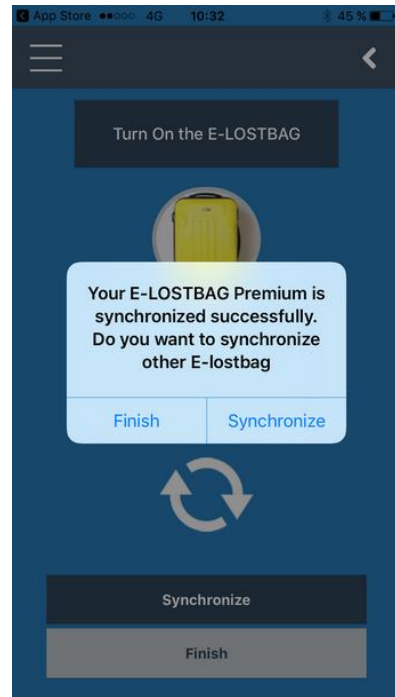 App Store 4G 10:32 45 %
Turn On the E-LOSTBAG
Your E-LOSTBAG Premium is
synchronized successfully.
Do you want to synchronize
other E-lostbag
Finish Synchronize
Synchronize
Finish